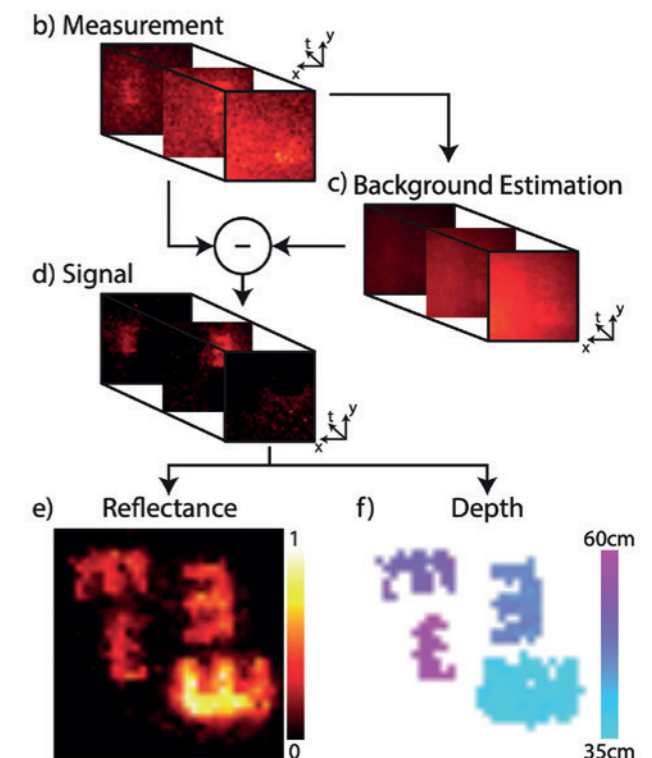 b) Measurement
t y
x
c) Background Estimation
−
d) Signal
t y
x
t y
x
e) Reflectance
f) Depth
1
0
60cm
35cm